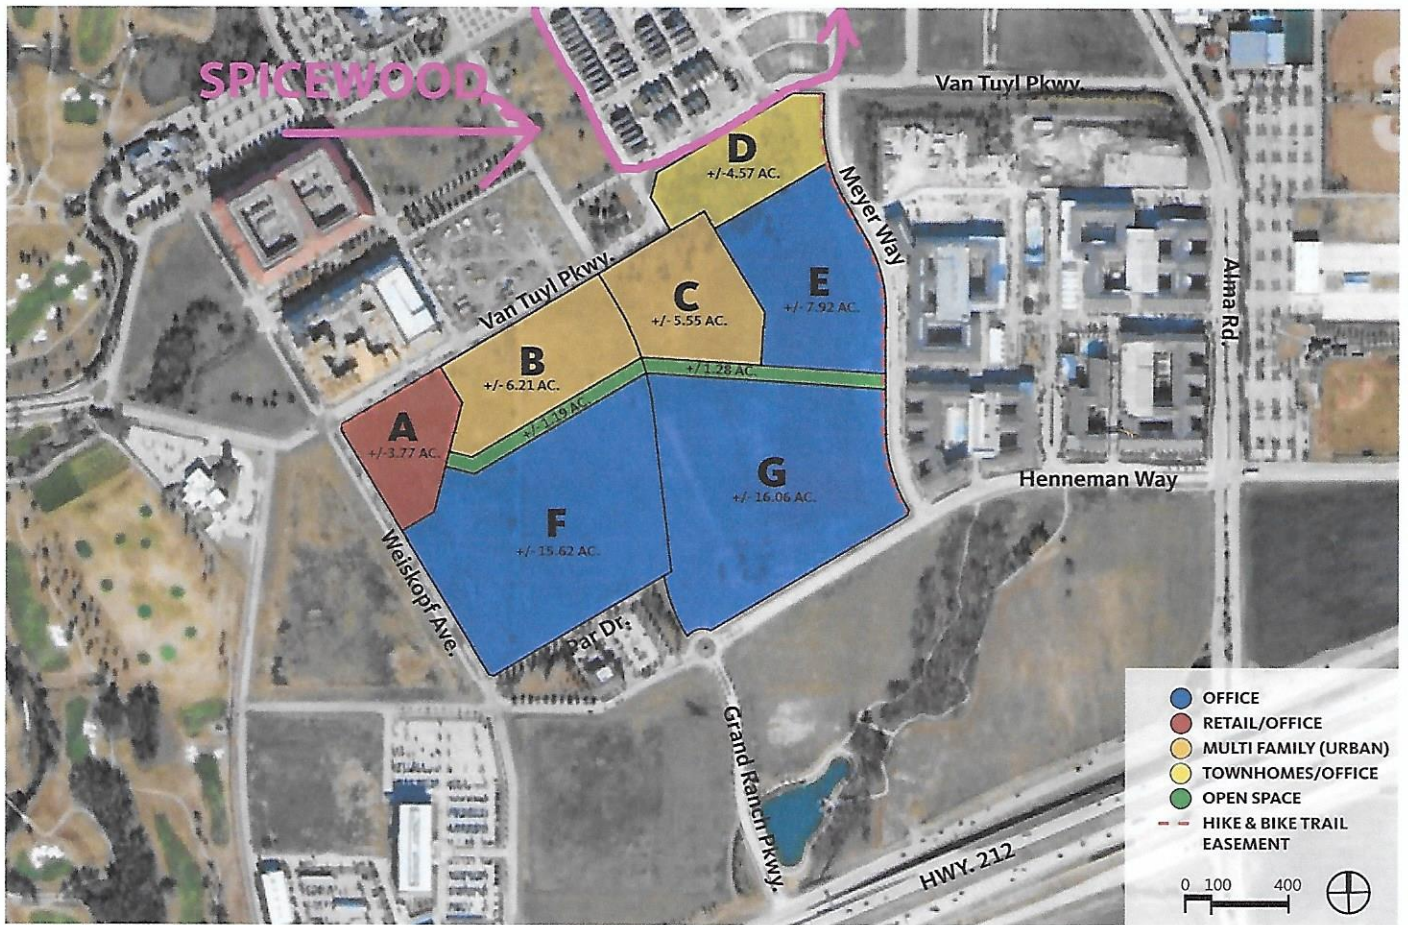 SPICEWOOD
Van Tuyl Pkwy.
D
+/-4.57 AC.
Meyer Way
Van Tuyl Pkwy.
C
+/- 5.55 AC.
E
+/- 7.92 AC.
Alma Rd.
B
+/- 6.21 AC.
+/ 1.28 AC.
+/- 1.19 AC.
A
+/-3.77 AC.
G
+/- 16.06 AC.
Henneman Way
F
+/- 15.62 AC.
Weiskopf Ave.
Par Dr.
Grand Ranch Pkwy.
HWY. 212
OFFICE
RETAIL/OFFICE
MULTI FAMILY (URBAN)
TOWNHOMES/OFFICE
OPEN SPACE
HIKE & BIKE TRAIL
EASEMENT
0 100 400